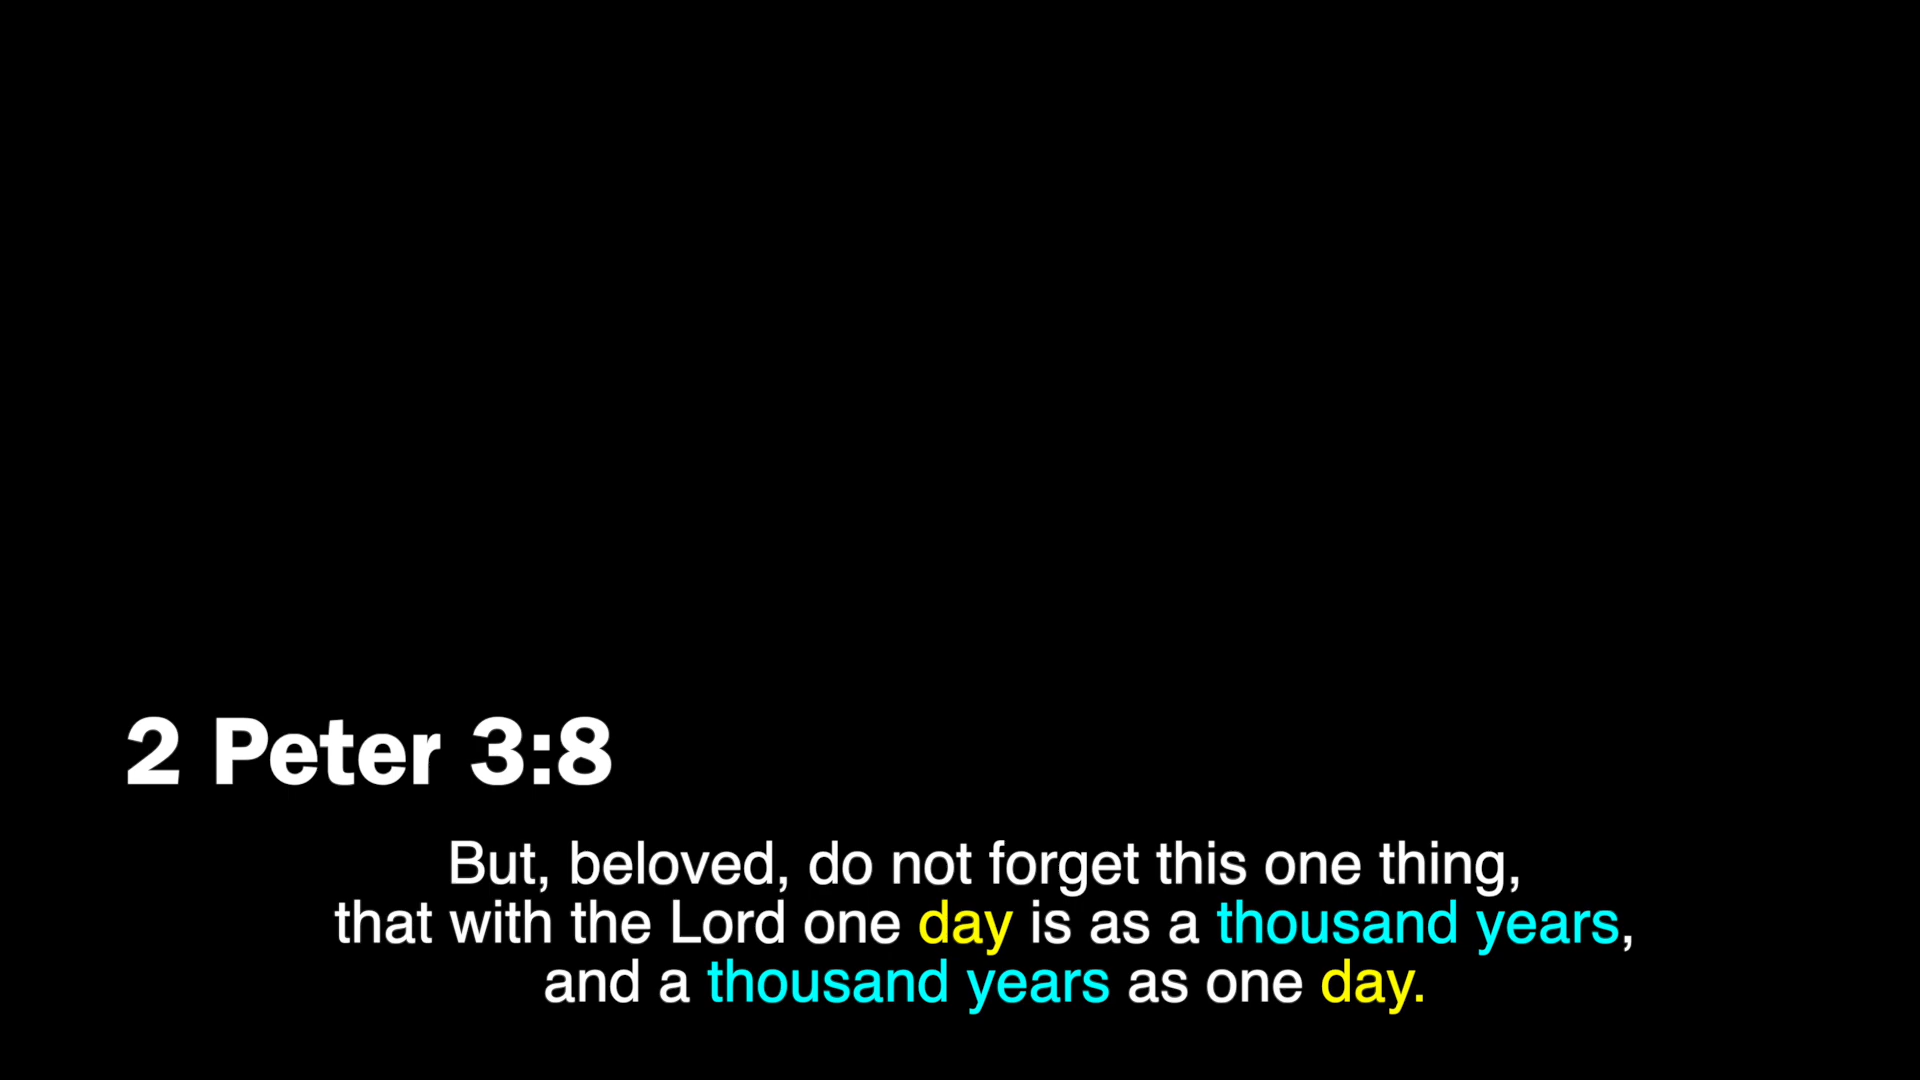 2 Peter 3:8
But, beloved, do not forget this one thing,
that with the Lord one day is as a thousand years,
and a thousand years as one day.